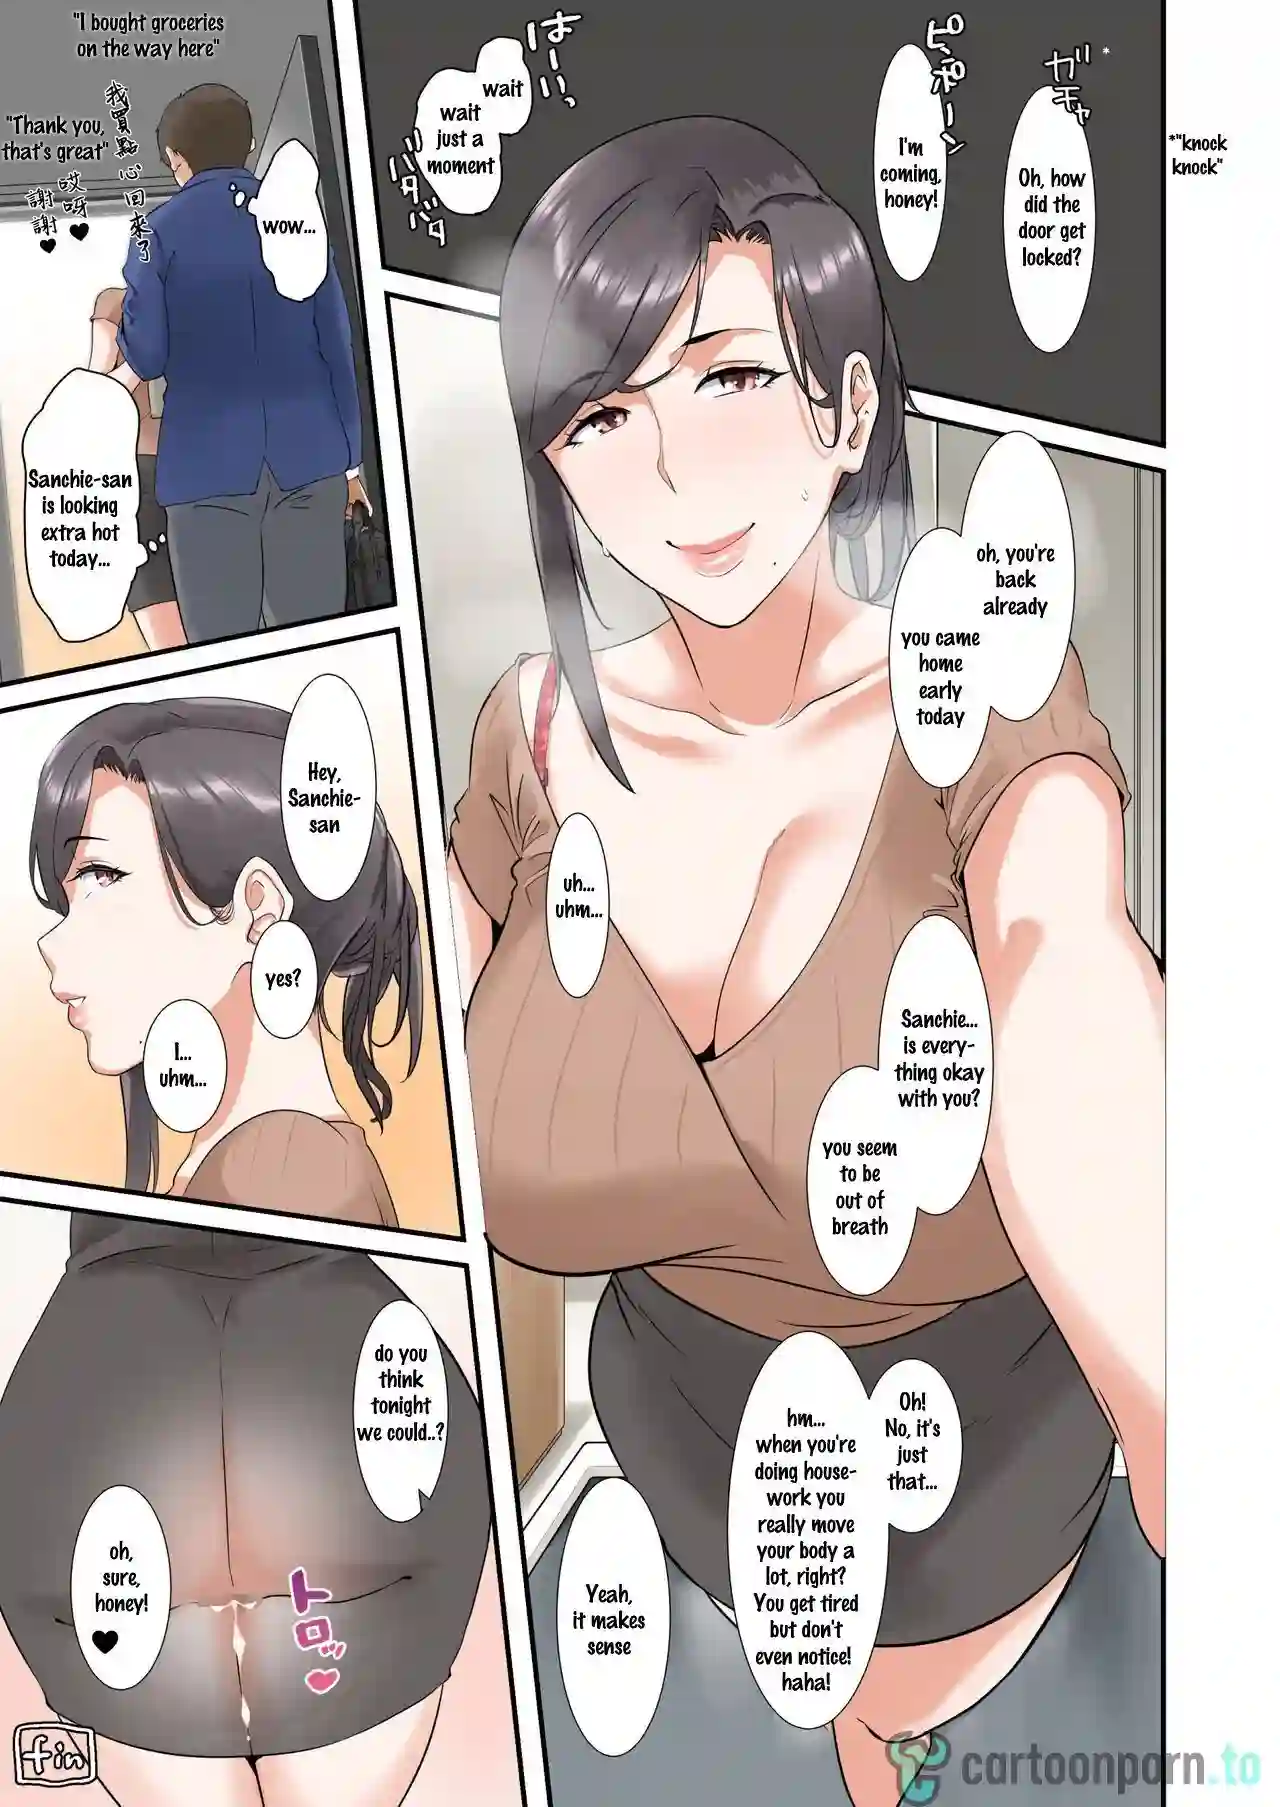 ガチャ
*
*"knock
knock"
Oh, how
did the
door get
locked?
ピンポーン
I'm
coming,
honey!
はーいっ
wait
wait
just a
moment
バタバタ
oh, you're
back
already
you came
home
early
today
uh...
uhm...
Sanchie...
is every-
thing okay
with you?
you seem
to be
out of
breath
Oh!
No, it's
just
that...
hm...
when you're
doing house-
work you
really move
your body a
lot, right?
You get tired
but don't
even notice!
haha!
Yeah,
it makes
sense
"I bought groceries
on the way here"
我買點心回來了
"Thank you,
that's great"
哎呀
謝謝
wow...
Sanchie-san
is looking
extra hot
today...
Hey,
Sanchie-
san
yes?
I...
uhm...
do you
think
tonight
we could..?
oh,
sure,
honey!
トロッ
fin
cartoonporn.to